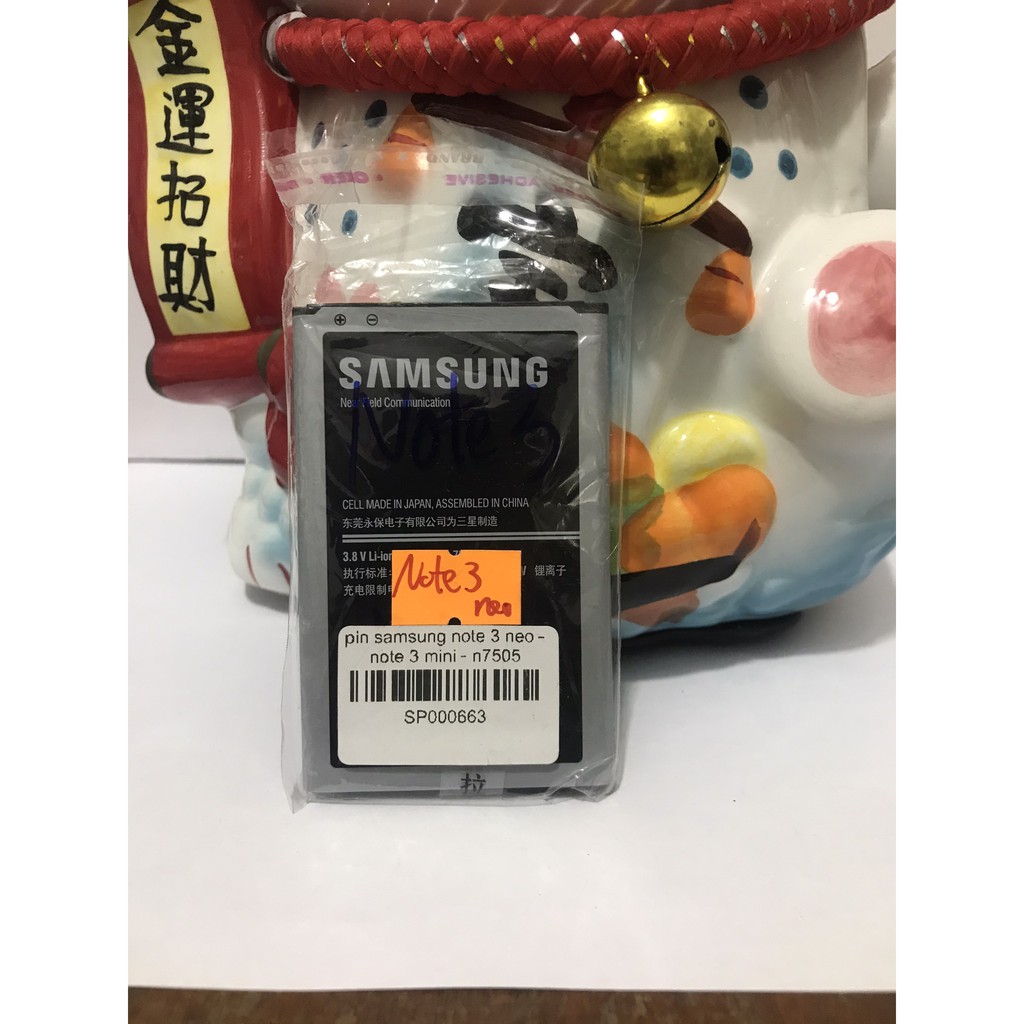 金運招財
ADHESIVE
SAMSUNG
Near Field Communication
Note 3
CELL MADE IN JAPAN, ASSEMBLED IN CHINA
东莞永保电子有限公司为三星制造
3.8 V Li-ion
执行标准:
锂离子
充电限制电
Note 3
neo
pin samsung note 3 neo -
note 3 mini - n7505
SP000663
拉